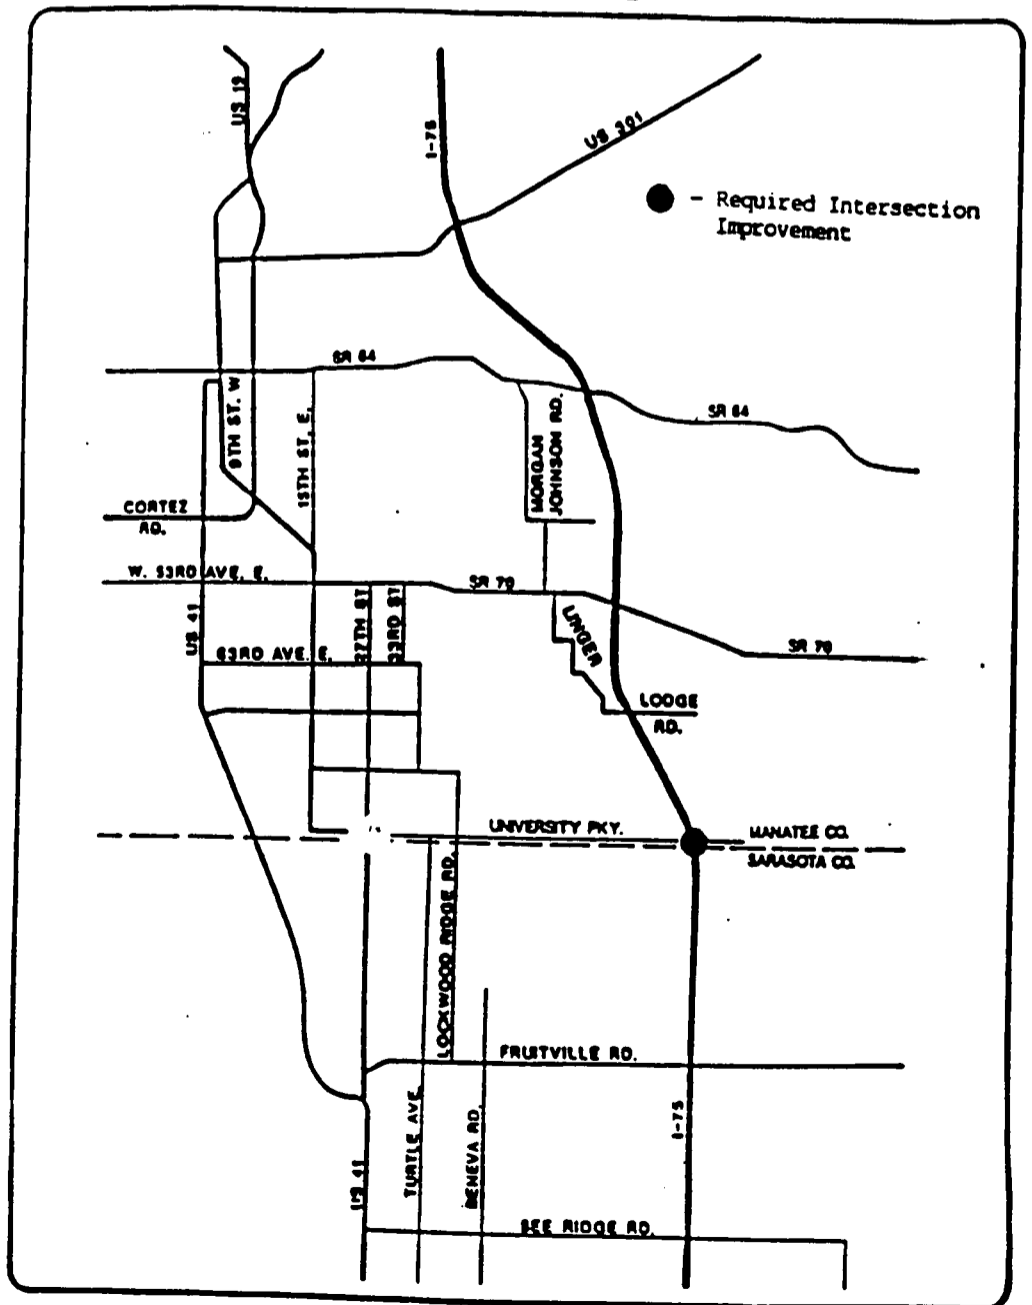 US 19
I-75
US 301
- Required Intersection
Improvement
SR 64
SR 64
9TH ST. W
15TH ST. E.
MORGAN
JOHNSON RD.
CORTEZ
RD.
W. 53RD AVE. E.
SR 70
US 41
27TH ST
33RD ST
LINGER
SR 70
63RD AVE. E.
LODGE
RD.
UNIVERSITY PKY.
MANATEE CO.
SARASOTA CO.
LOCKWOOD RIDGE RD.
FRUITVILLE RD.
US 41
TURTLE AVE.
BENEVA RD.
I-75
BEE RIDGE RD.